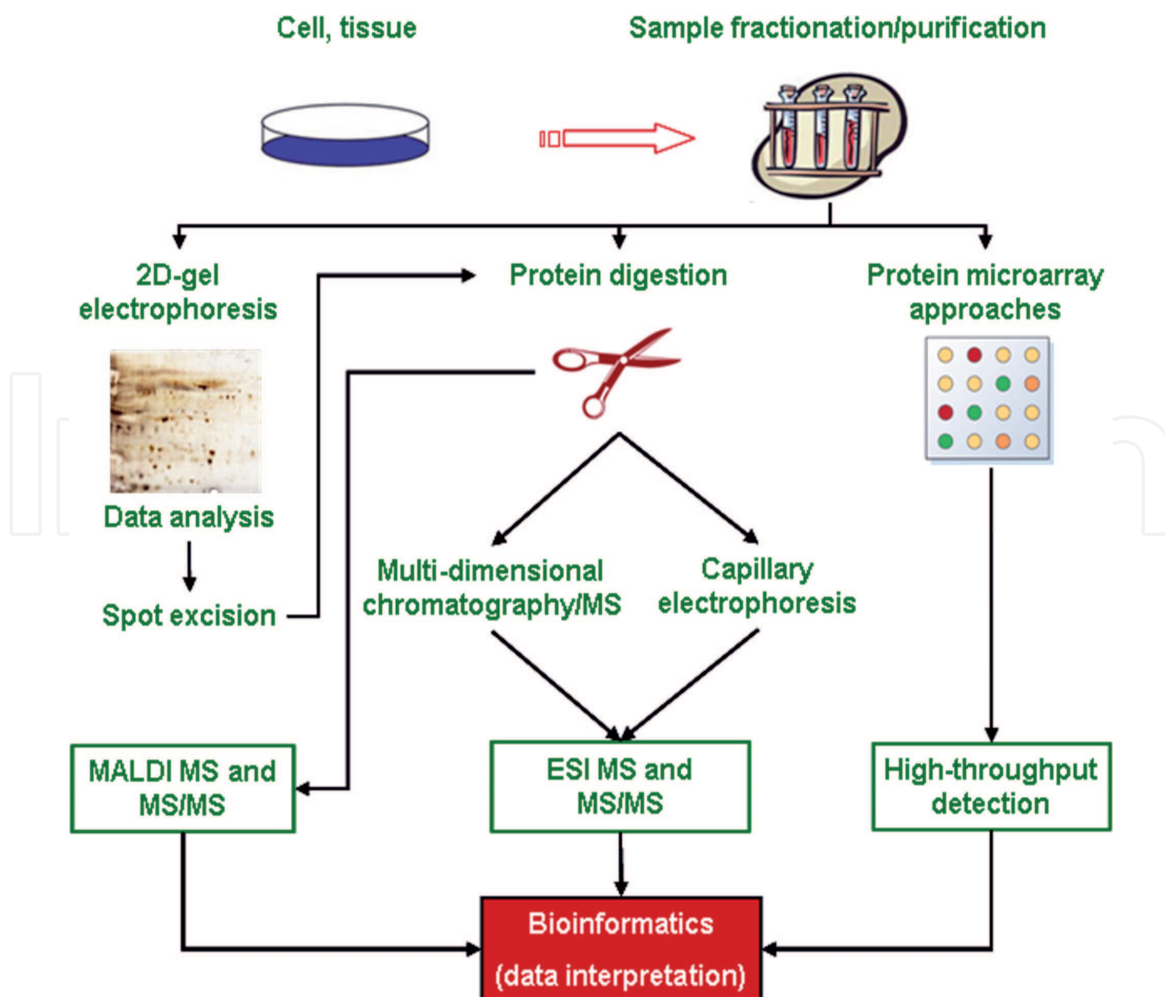 Cell, tissue
Sample fractionation/purification
2D-gel
electrophoresis
Protein digestion
Protein microarray
approaches
Data analysis
Spot excision
Multi-dimensional
chromatography/MS
Capillary
electrophoresis
MALDI MS and
MS/MS
ESI MS and
MS/MS
High-throughput
detection
Bioinformatics
(data interpretation)